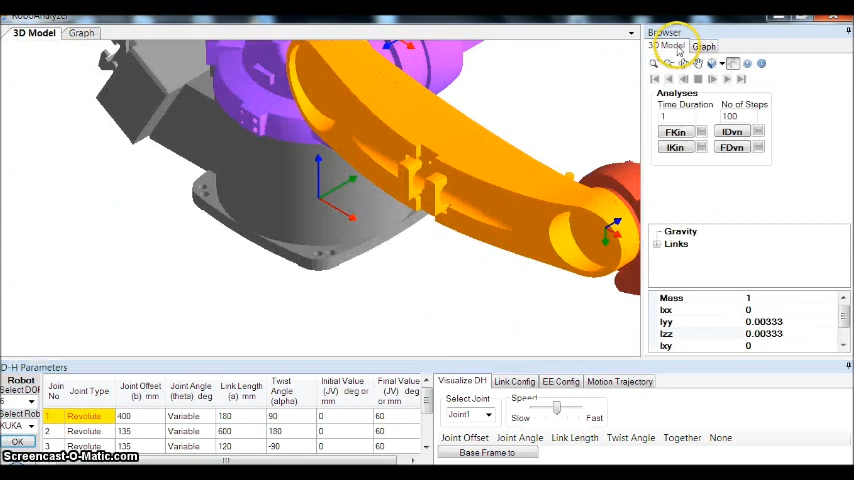 RoboAnalyzer
3D Model Graph
Browser
3D Model Graph
Analyses
Time Duration No of Steps
1 100
FKin IDyn
IKin FDyn
Gravity
Links
Mass 1
Ixx 0
Iyy 0.00333
Izz 0.00333
Ixy 0
D-H Parameters
Robot
Select DOF
6
Select Rob
KUKA
OK
Join No Joint Type Joint Offset (b) mm Joint Angle (theta) deg Link Length (a) mm Twist Angle (alpha) Initial Value (JV) deg or mm Final Value (JV) deg or mm
1 Revolute 400 Variable 180 90 0 60
2 Revolute 135 Variable 600 180 0 60
3 Revolute 135 Variable 120 -90 0 60
Visualize DH Link Config EE Config Motion Trajectory
Select Joint Speed
Joint1 Slow Fast
Joint Offset Joint Angle Link Length Twist Angle Together None
Base Frame to
Screencast-O-Matic.com